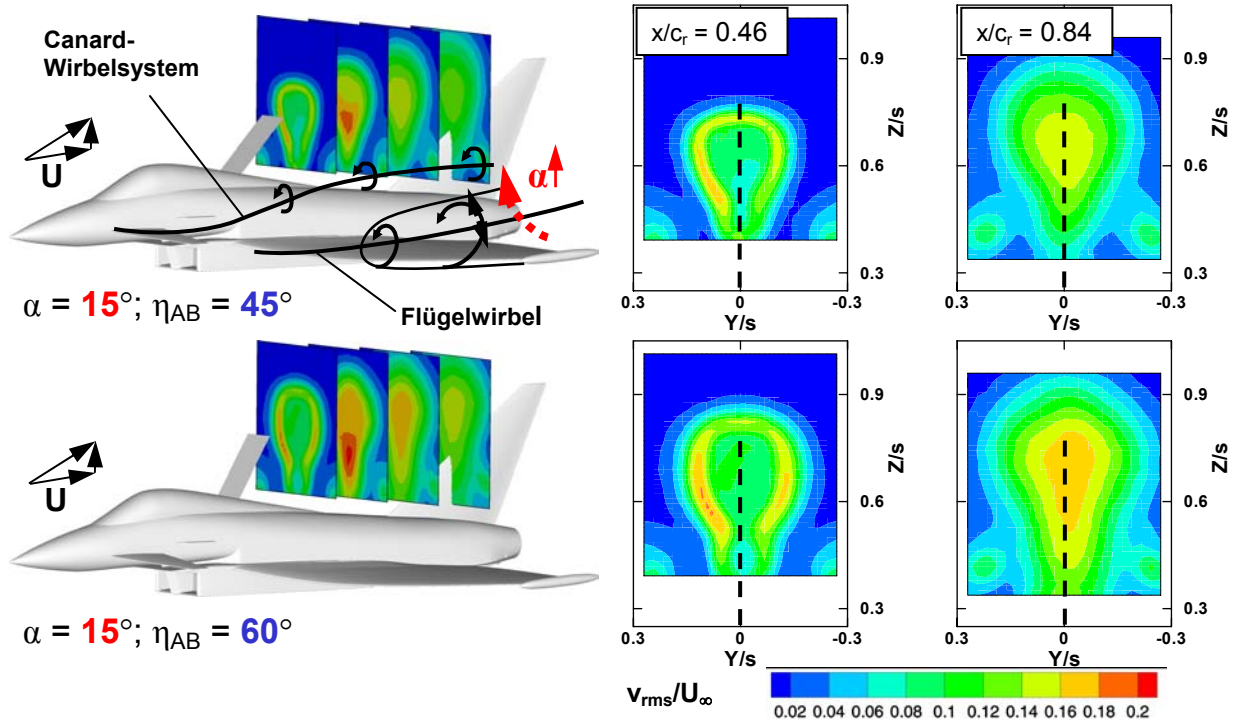 Canard-
Wirbelsystem
U
α
α = 15°; ηAB = 45°
Flügelwirbel
U
α = 15°; ηAB = 60°
x/cr = 0.46
0.9
0.6
0.3
Z/s
0.3 0 -0.3
Y/s
x/cr = 0.84
0.9
0.6
0.3
Z/s
0.3 0 -0.3
Y/s
0.9
0.6
0.3
Z/s
0.3 0 -0.3
Y/s
0.9
0.6
0.3
Z/s
0.3 0 -0.3
Y/s
vrms/U∞
0.02 0.04 0.06 0.08 0.1 0.12 0.14 0.16 0.18 0.2